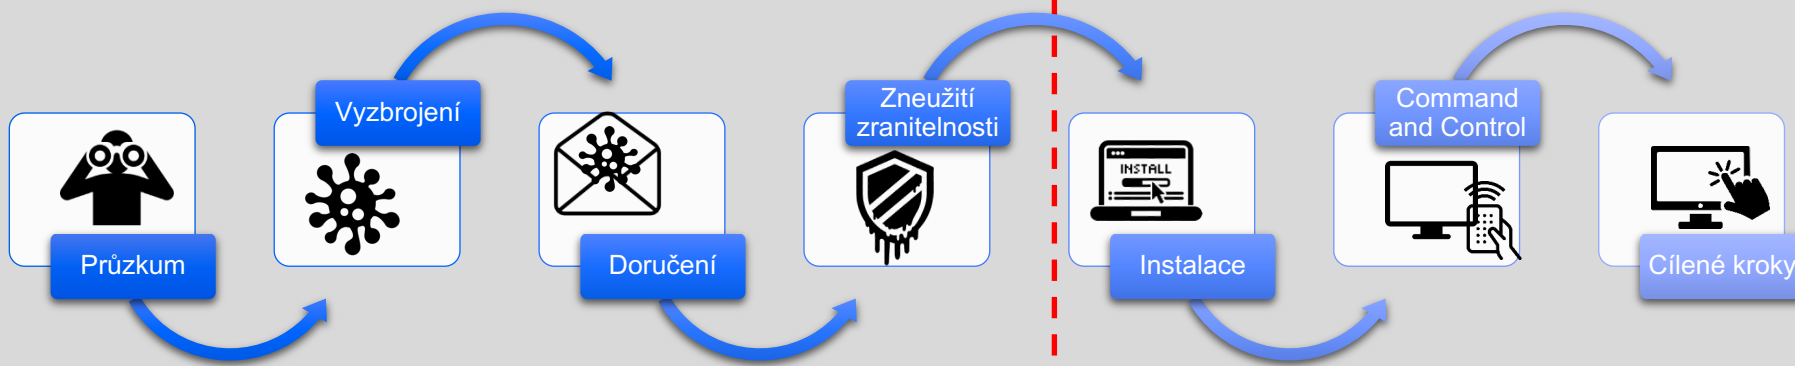 Průzkum
Vyzbrojení
Doručení
Zneužití
zranitelnosti
INSTALL
Instalace
Command
and Control
Cílené kroky